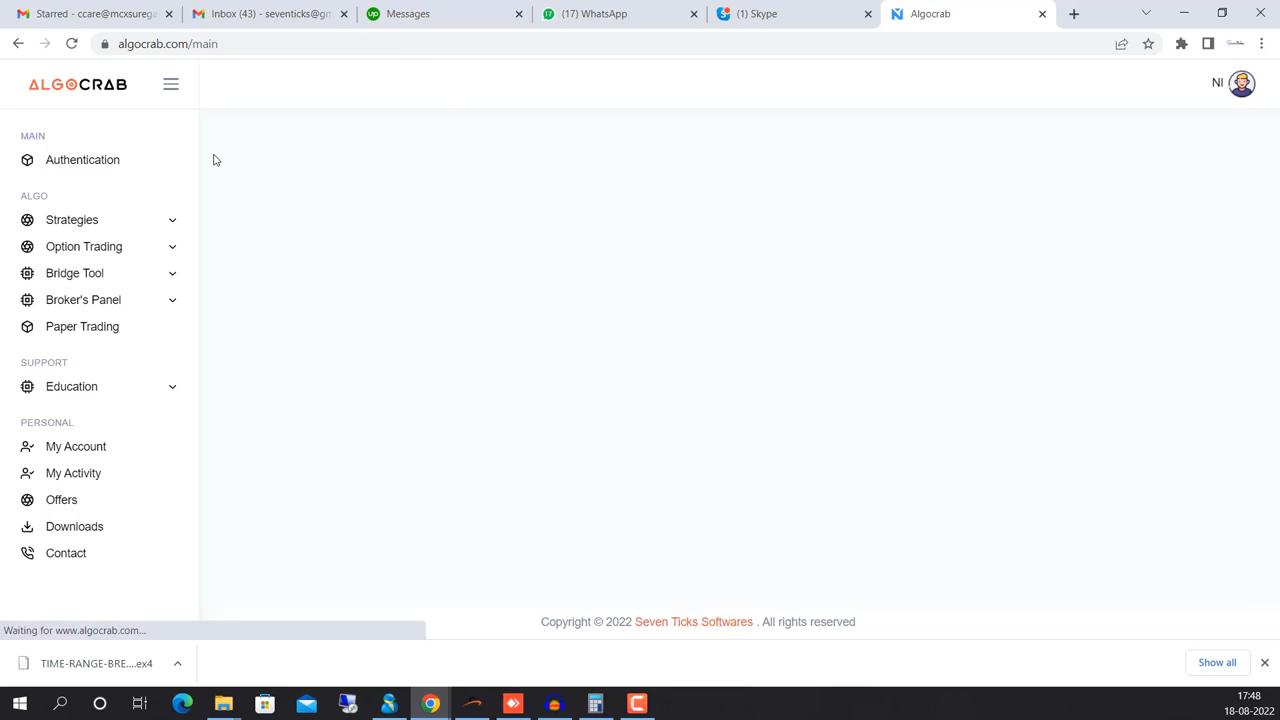 Starred - ccare@mcxsurega
Inbox (43) - seventicks@gm
Messages
(17) WhatsApp
(1) Skype
Algocrab
algocrab.com/main
ALGOCRAB
NI
MAIN
Authentication
ALGO
Strategies
Option Trading
Bridge Tool
Broker's Panel
Paper Trading
SUPPORT
Education
PERSONAL
My Account
My Activity
Offers
Downloads
Contact
Copyright © 2022 Seven Ticks Softwares . All rights reserved
Waiting for www.algocrab.com...
TIME-RANGE-BRE....ex4
Show all
17:48
18-08-2022